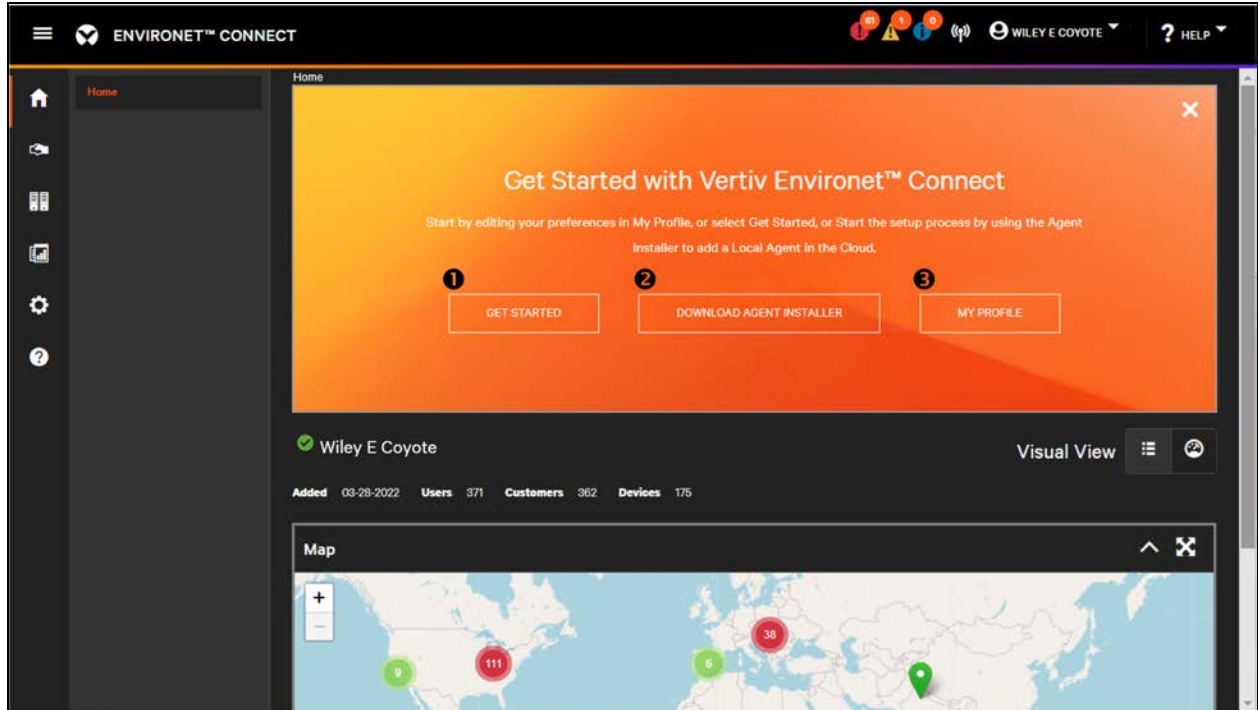 61 1 0
ENVIRONET™ CONNECT
WILEY E COYOTE
? HELP
Home
Home
Get Started with Vertiv Environet™ Connect
Start by editing your preferences in My Profile, or select Get Started, or Start the setup process by using the Agent
Installer to add a Local Agent in the Cloud.
1 2 3
GET STARTED DOWNLOAD AGENT INSTALLER MY PROFILE
Wiley E Coyote
Visual View
Added 03-28-2022 Users 371 Customers 362 Devices 175
Map
+
−
38
9 111 6